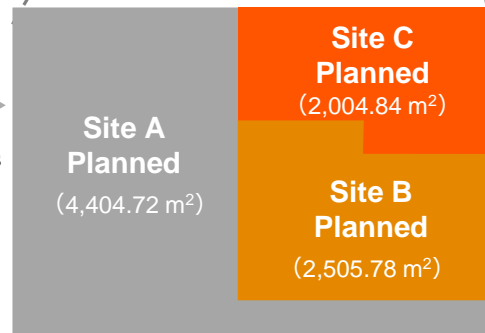 Site A
Planned
（4,404.72 m²）
Site C
Planned
（2,004.84 m²）
Site B
Planned
（2,505.78 m²）